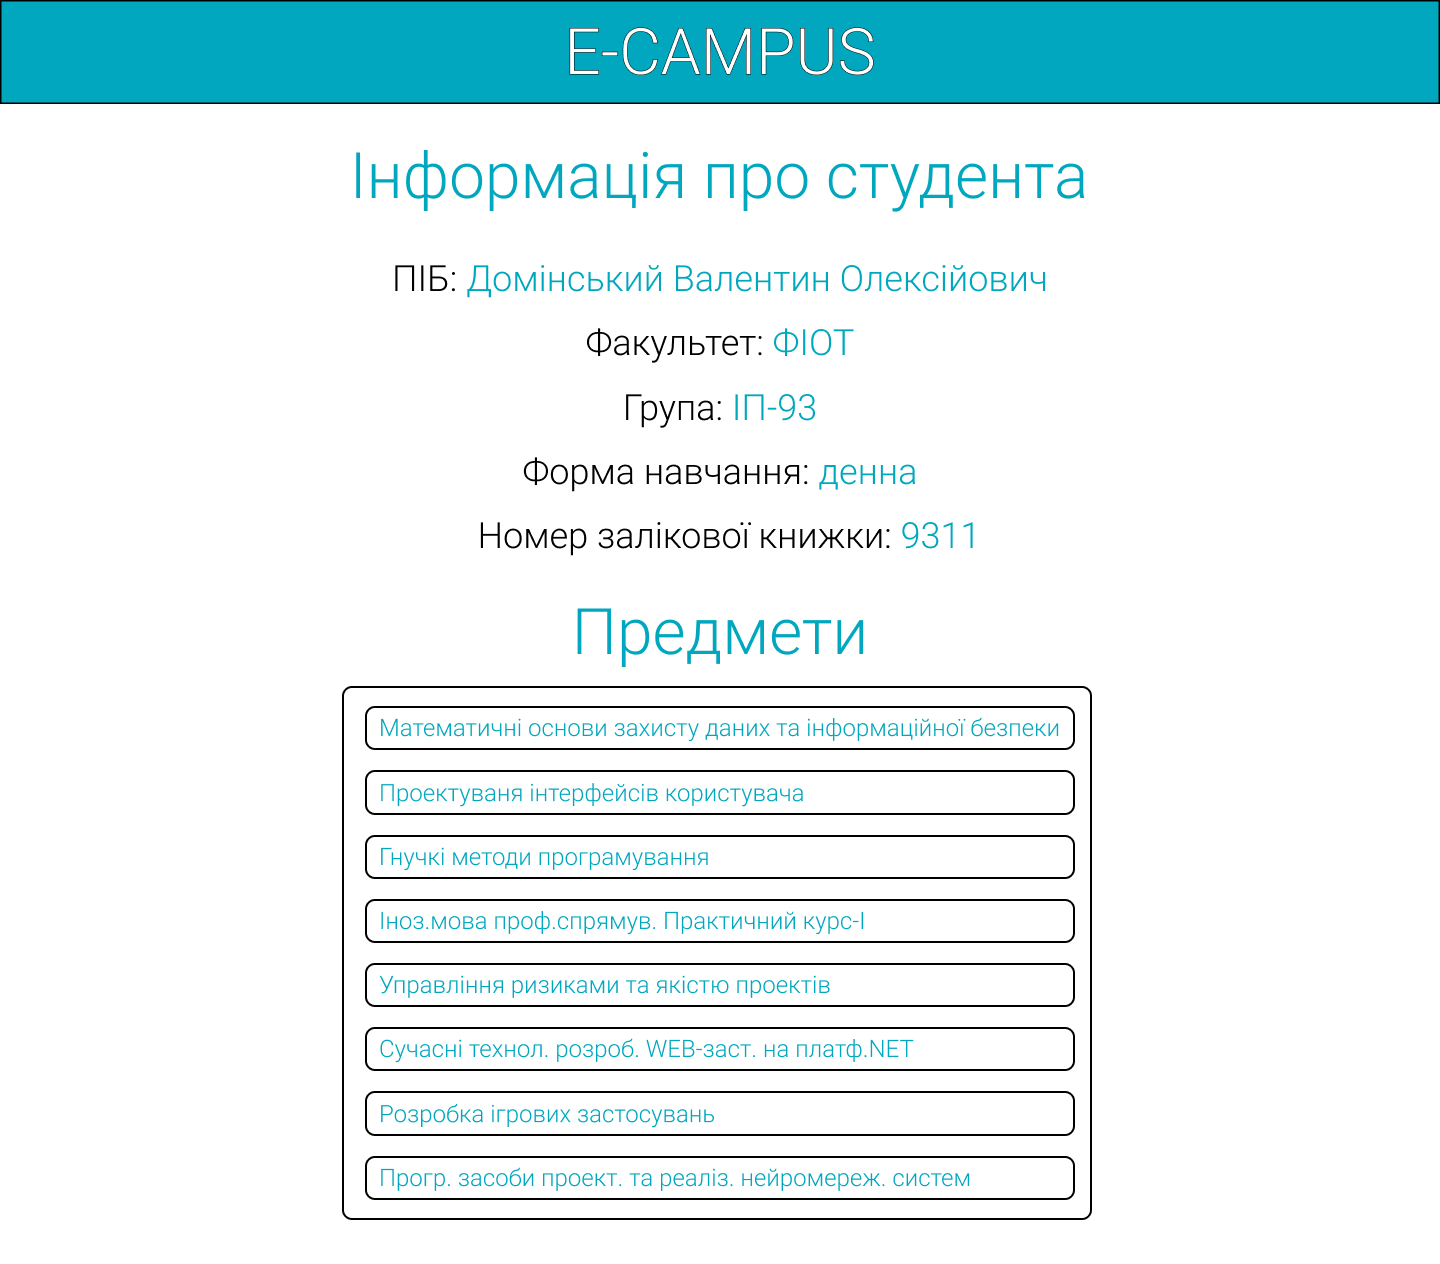 E-CAMPUS
Інформація про студента
ПІБ: Домінський Валентин Олексійович
Факультет: ФІОТ
Група: ІП-93
Форма навчання: денна
Номер залікової книжки: 9311
Предмети
Математичні основи захисту даних та інформаційної безпеки
Проектуваня інтерфейсів користувача
Гнучкі методи програмування
Іноз.мова проф.спрямув. Практичний курс-І
Управління ризиками та якістю проектів
Сучасні технол. розроб. WEB-заст. на платф.NET
Розробка ігрових застосувань
Прогр. засоби проект. та реаліз. нейромереж. систем